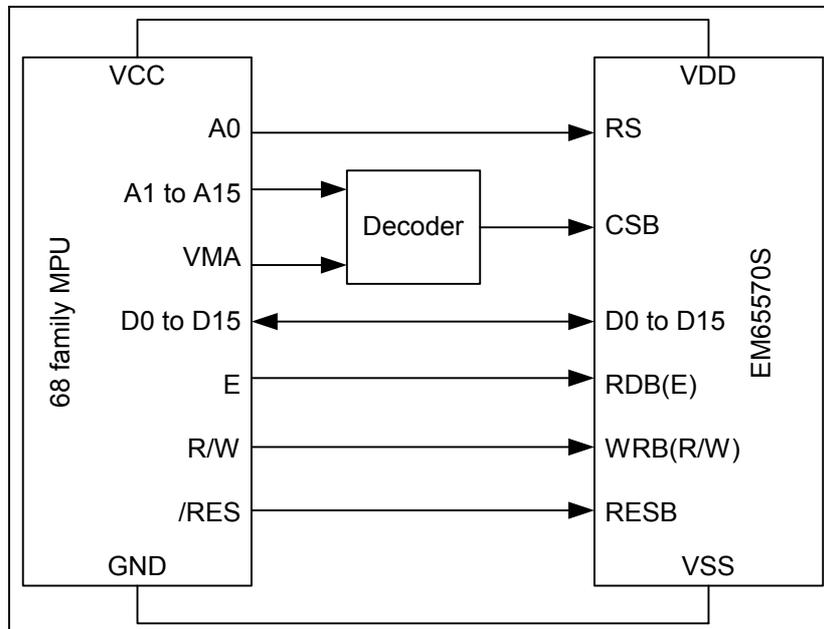 VCC
VDD
A0
RS
A1 to A15
Decoder
CSB
VMA
68 family MPU
D0 to D15
D0 to D15
EM65570S
E
RDB(E)
R/W
WRB(R/W)
/RES
RESB
GND
VSS